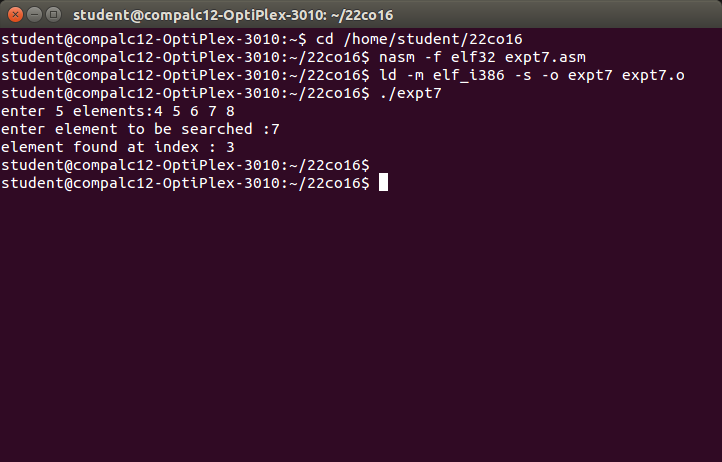 student@compalc12-OptiPlex-3010: ~/22co16
student@compalc12-OptiPlex-3010:~$ cd /home/student/22co16
student@compalc12-OptiPlex-3010:~/22co16$ nasm -f elf32 expt7.asm
student@compalc12-OptiPlex-3010:~/22co16$ ld -m elf_i386 -s -o expt7 expt7.o
student@compalc12-OptiPlex-3010:~/22co16$ ./expt7
enter 5 elements:4 5 6 7 8
enter element to be searched :7
element found at index : 3
student@compalc12-OptiPlex-3010:~/22co16$
student@compalc12-OptiPlex-3010:~/22co16$